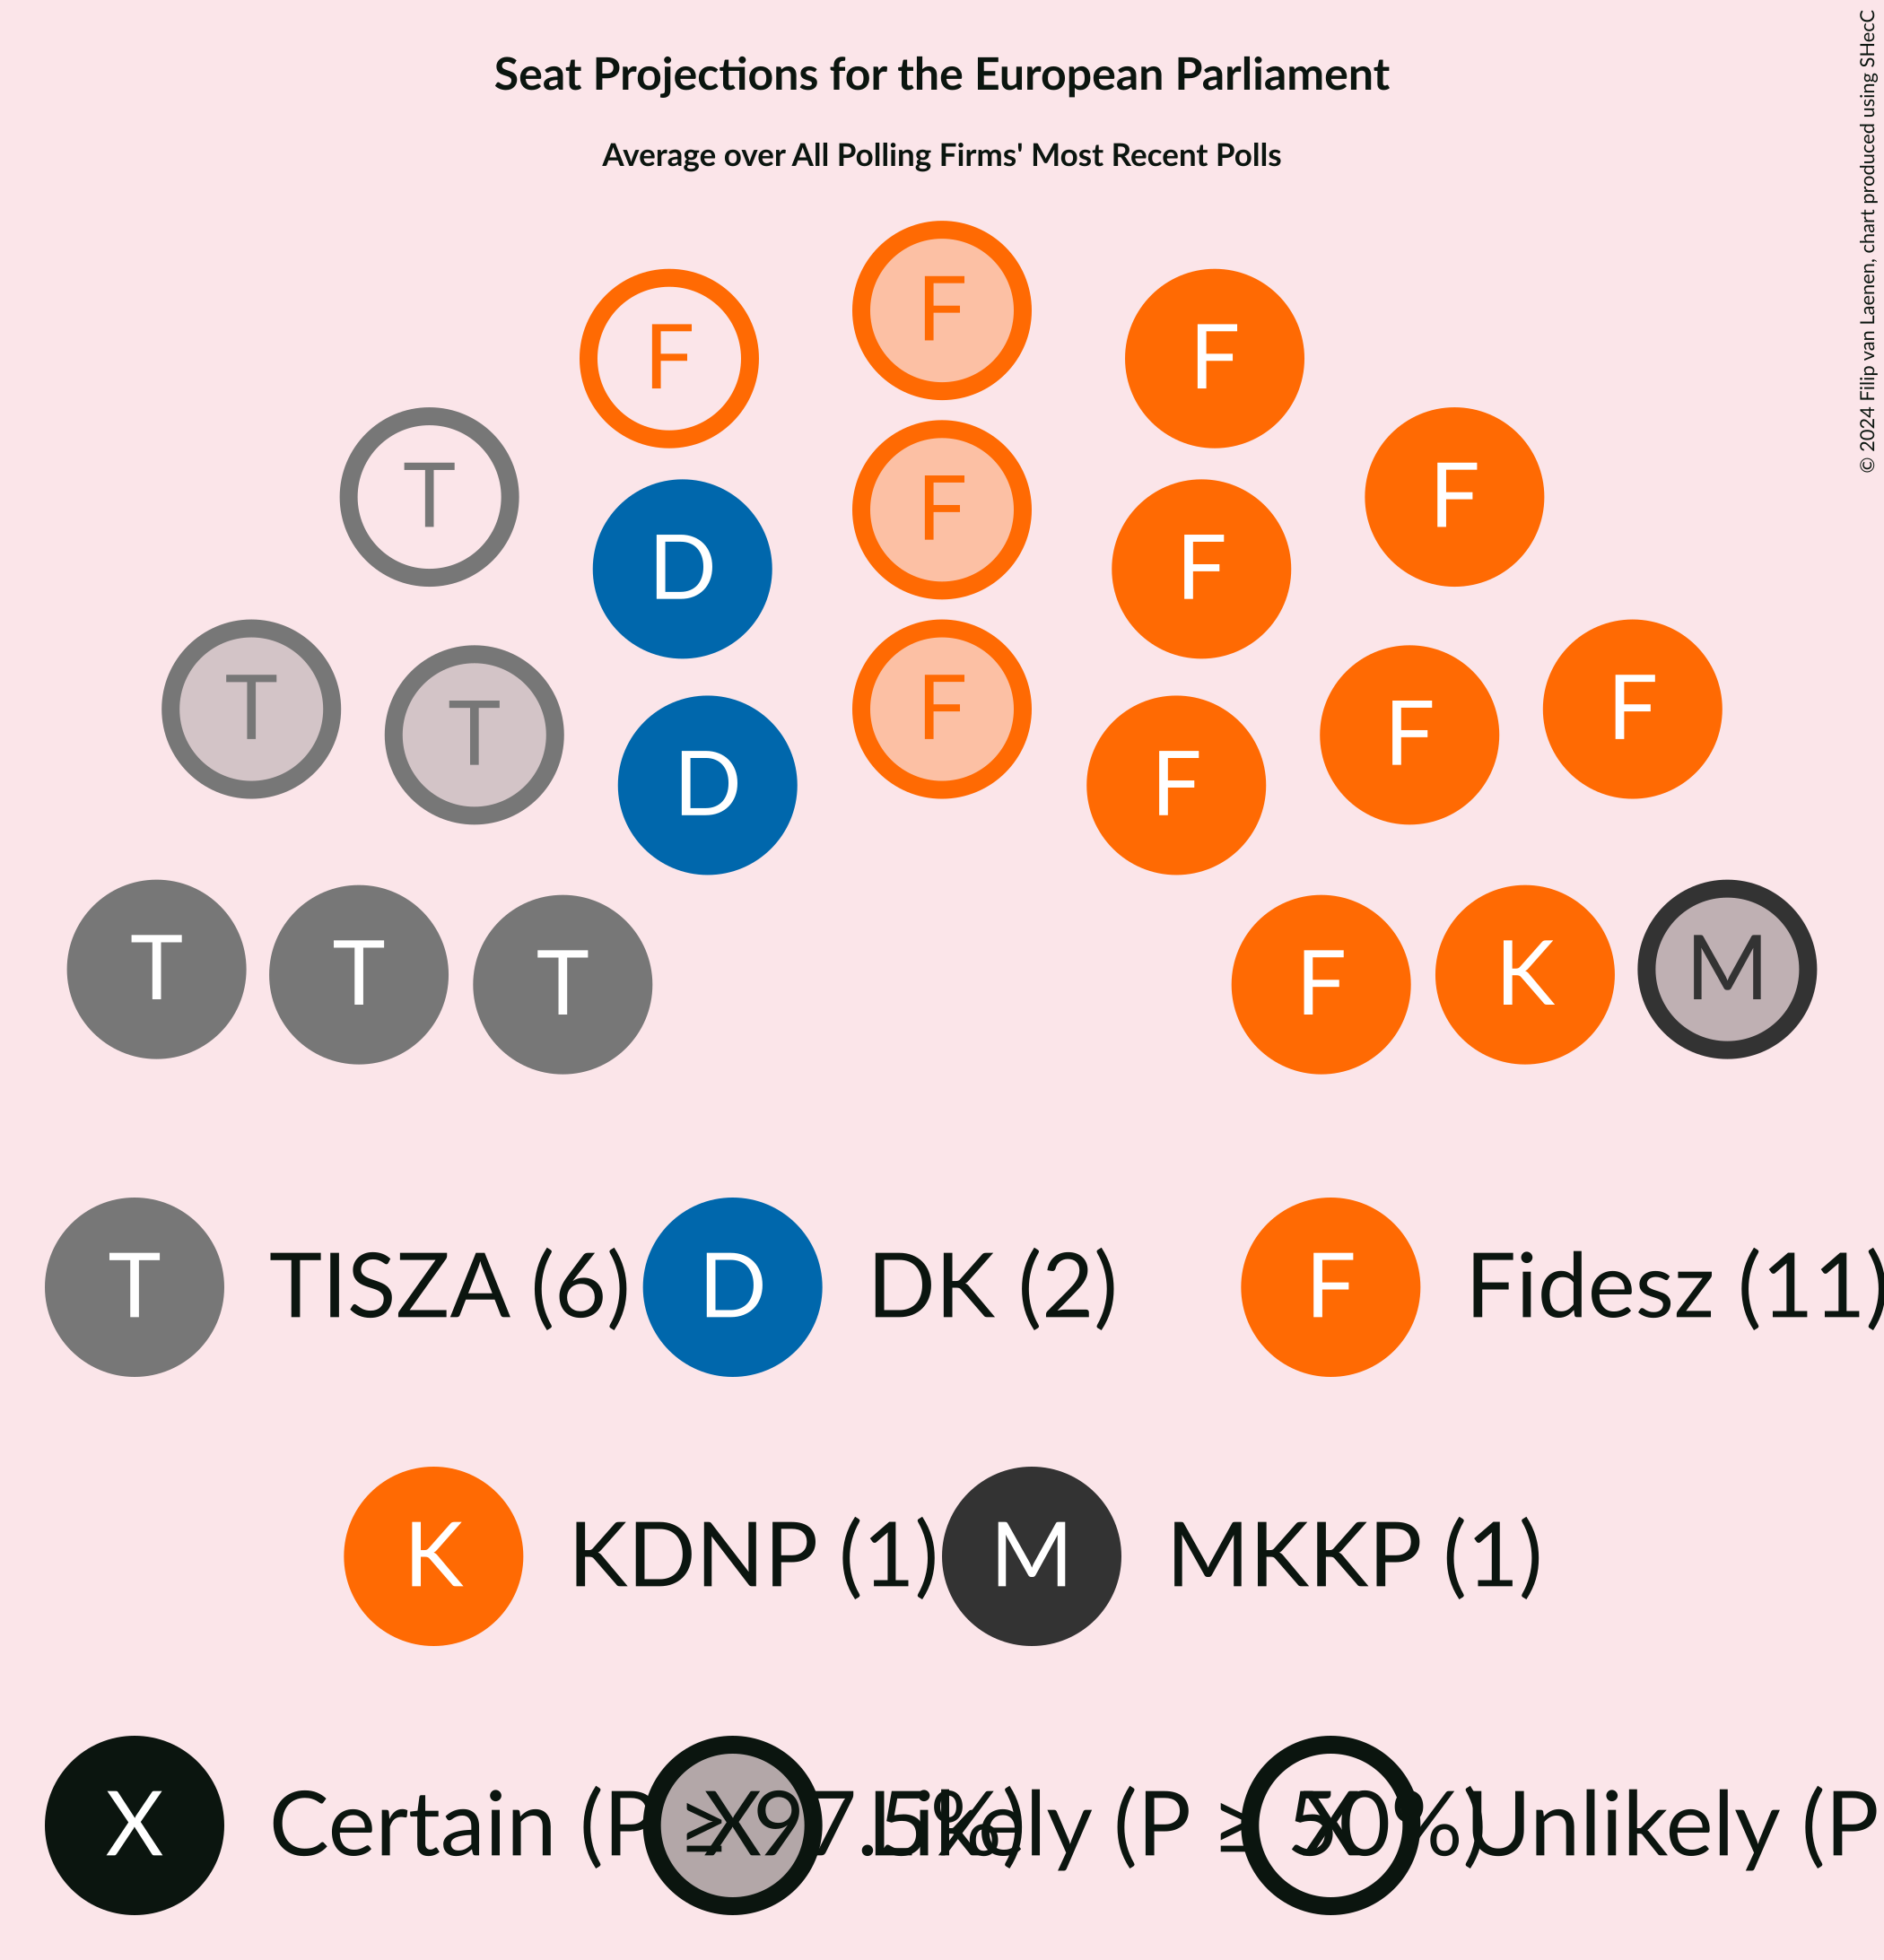 Seat Projections for the European Parliament
Average over All Polling Firms' Most Recent Polls
© 2024 Filip van Laenen, chart produced using SHecC
F
F F
F
T F
D F F
T F
T F
D F
T T T F K M
T TISZA (6) D DK (2) F Fidesz (11)
K KDNP (1) M MKKP (1)
X Certain (P ≥ 97.5%) X Likely (P ≥ 50%) X Unlikely (P